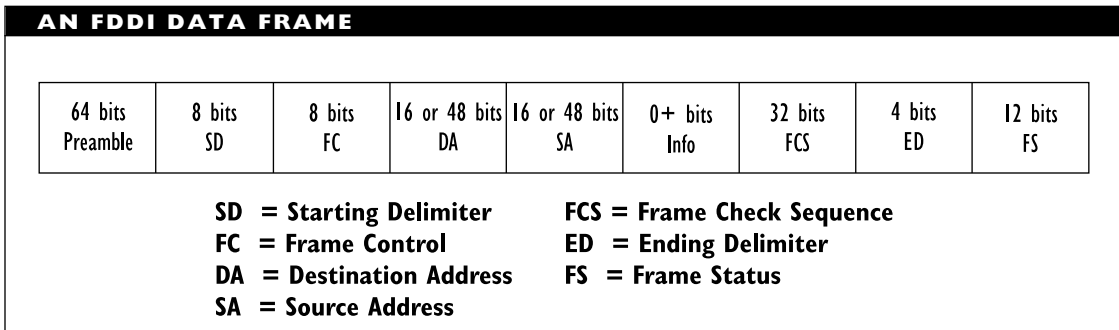 AN FDDI DATA FRAME
64 bits 8 bits 8 bits 16 or 48 bits 16 or 48 bits 0+ bits 32 bits 4 bits 12 bits
Preamble SD FC DA SA Info FCS ED FS
SD = Starting Delimiter FCS = Frame Check Sequence
FC = Frame Control ED = Ending Delimiter
DA = Destination Address FS = Frame Status
SA = Source Address